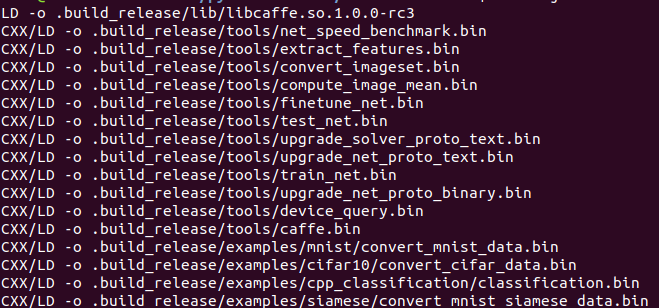 LD -o .build_release/lib/libcaffe.so.1.0.0-rc3
CXX/LD -o .build_release/tools/net_speed_benchmark.bin
CXX/LD -o .build_release/tools/extract_features.bin
CXX/LD -o .build_release/tools/convert_imageset.bin
CXX/LD -o .build_release/tools/compute_image_mean.bin
CXX/LD -o .build_release/tools/finetune_net.bin
CXX/LD -o .build_release/tools/test_net.bin
CXX/LD -o .build_release/tools/upgrade_solver_proto_text.bin
CXX/LD -o .build_release/tools/upgrade_net_proto_text.bin
CXX/LD -o .build_release/tools/train_net.bin
CXX/LD -o .build_release/tools/upgrade_net_proto_binary.bin
CXX/LD -o .build_release/tools/device_query.bin
CXX/LD -o .build_release/tools/caffe.bin
CXX/LD -o .build_release/examples/mnist/convert_mnist_data.bin
CXX/LD -o .build_release/examples/cifar10/convert_cifar_data.bin
CXX/LD -o .build_release/examples/cpp_classification/classification.bin
CXX/LD -o .build_release/examples/siamese/convert_mnist_siamese_data.bin